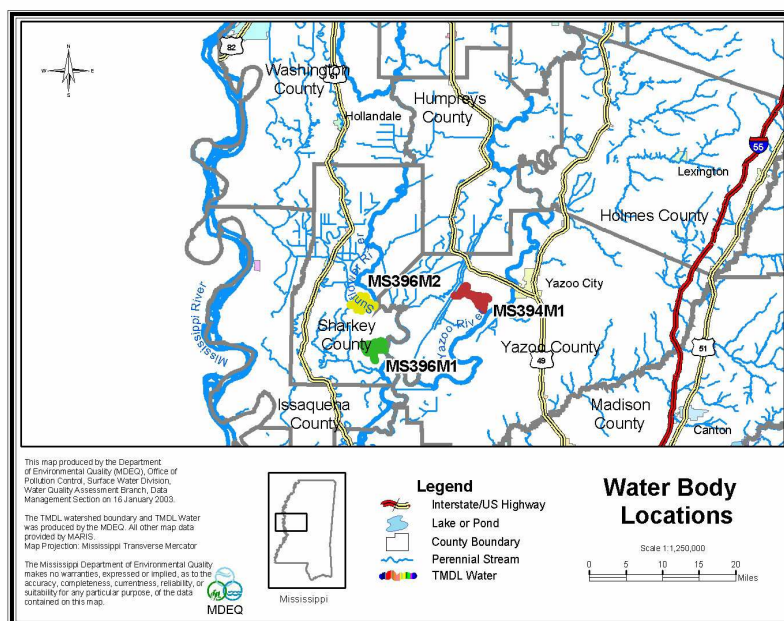 N
W E
S
82
Washington
County
61
Humpreys
County
Hollandale
55
Lexington
Holmes County
Sunflower River
MS396M2
Yazoo City
MS394M1
Mississippi River
Sharkey
County
Yazoo River
Yazoo County
51
49
MS396M1
Issaquena
County
Madison
County
Canton
This map produced by the Department
of Environmental Quality (MDEQ), Office of
Pollution Control, Surface Water Division,
Water Quality Assessment Branch, Data
Management Section on 16 January 2003.
The TMDL watershed boundary and TMDL Water
was produced by the MDEQ. All other map data
provided by MARIS.
Map Projection: Mississippi Transverse Mercator
The Mississippi Department of Environmental Quality
makes no warranties, expressed or implied, as to the
accuracy, completeness, currentness, reliability, or
suitability for any particular purpose, of the data
contained on this map.
MDEQ
Mississippi
Legend
Interstate/US Highway
Lake or Pond
County Boundary
Perennial Stream
TMDL Water
Water Body
Locations
Scale 1:1,250,000
0 5 10 20
Miles